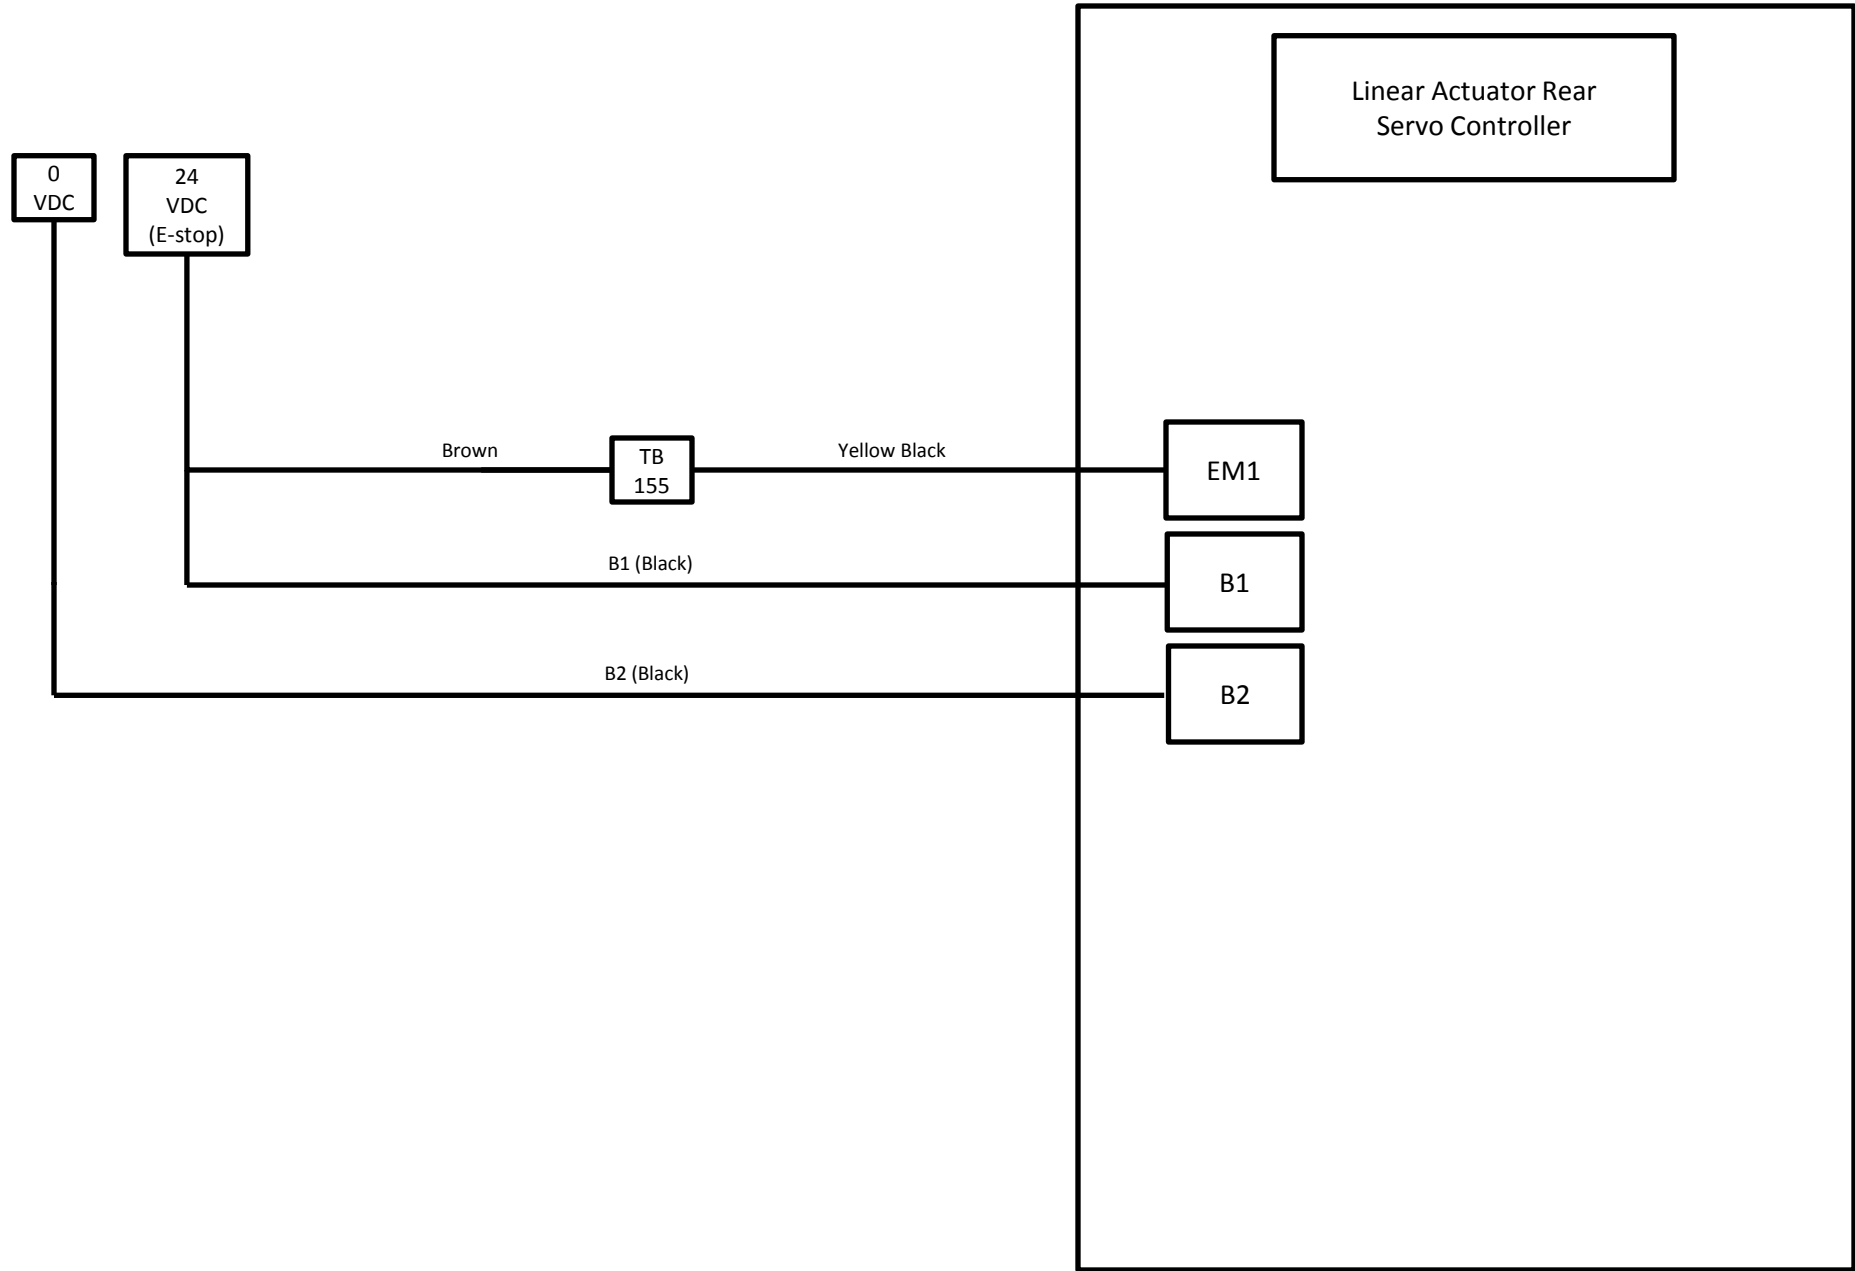 Linear Actuator Rear
Servo Controller
0
VDC
24
VDC
(E-stop)
Brown
TB
155
Yellow Black
EM1
B1 (Black)
B1
B2 (Black)
B2